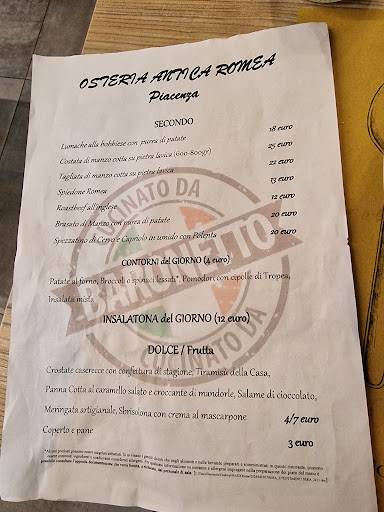 OSTERIA ANTICA ROMEA
Piacenza
SECONDO
Lumache alla bobbiese con purea di patate 18 euro
Costata di manzo cotta su pietra lavica (600-800gr) 25 euro
Tagliata di manzo cotta su pietra lavica 22 euro
Spiedone Romea 13 euro
Roastbeef all'inglese 12 euro
Brasato di Manzo con purea di patate 20 euro
Spezzatino di Cervo e Capriolo in umido con Polenta 20 euro
CONTORNI del GIORNO (4 euro)
Patate al forno, Broccoli o spinaci lessati*, Pomodori con cipolle di Tropea,
Insalata mista
INSALATONA del GIORNO (12 euro)
DOLCE / Frutta
Crostate caserecce con confettura di stagione, Tiramisù della Casa,
Panna Cotta al caramello salato e croccante di mandorle, Salame di cioccolato,
Meringata artigianale, Sbrisolona con crema al mascarpone 4/7 euro
Coperto e pane 3 euro